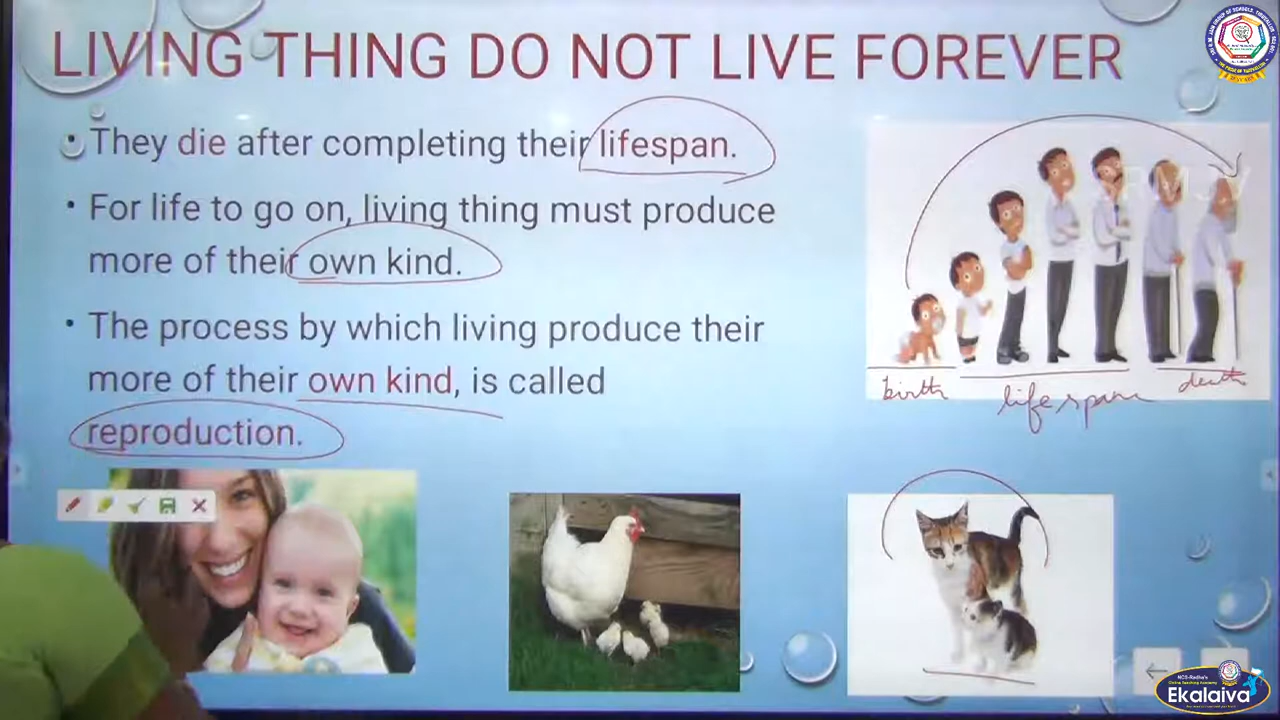 LIVING THING DO NOT LIVE FOREVER
• They die after completing their lifespan.
• For life to go on, living thing must produce
more of their own kind.
• The process by which living produce their
more of their own kind, is called
reproduction.
birth
lifespan
death
Ekalaiva